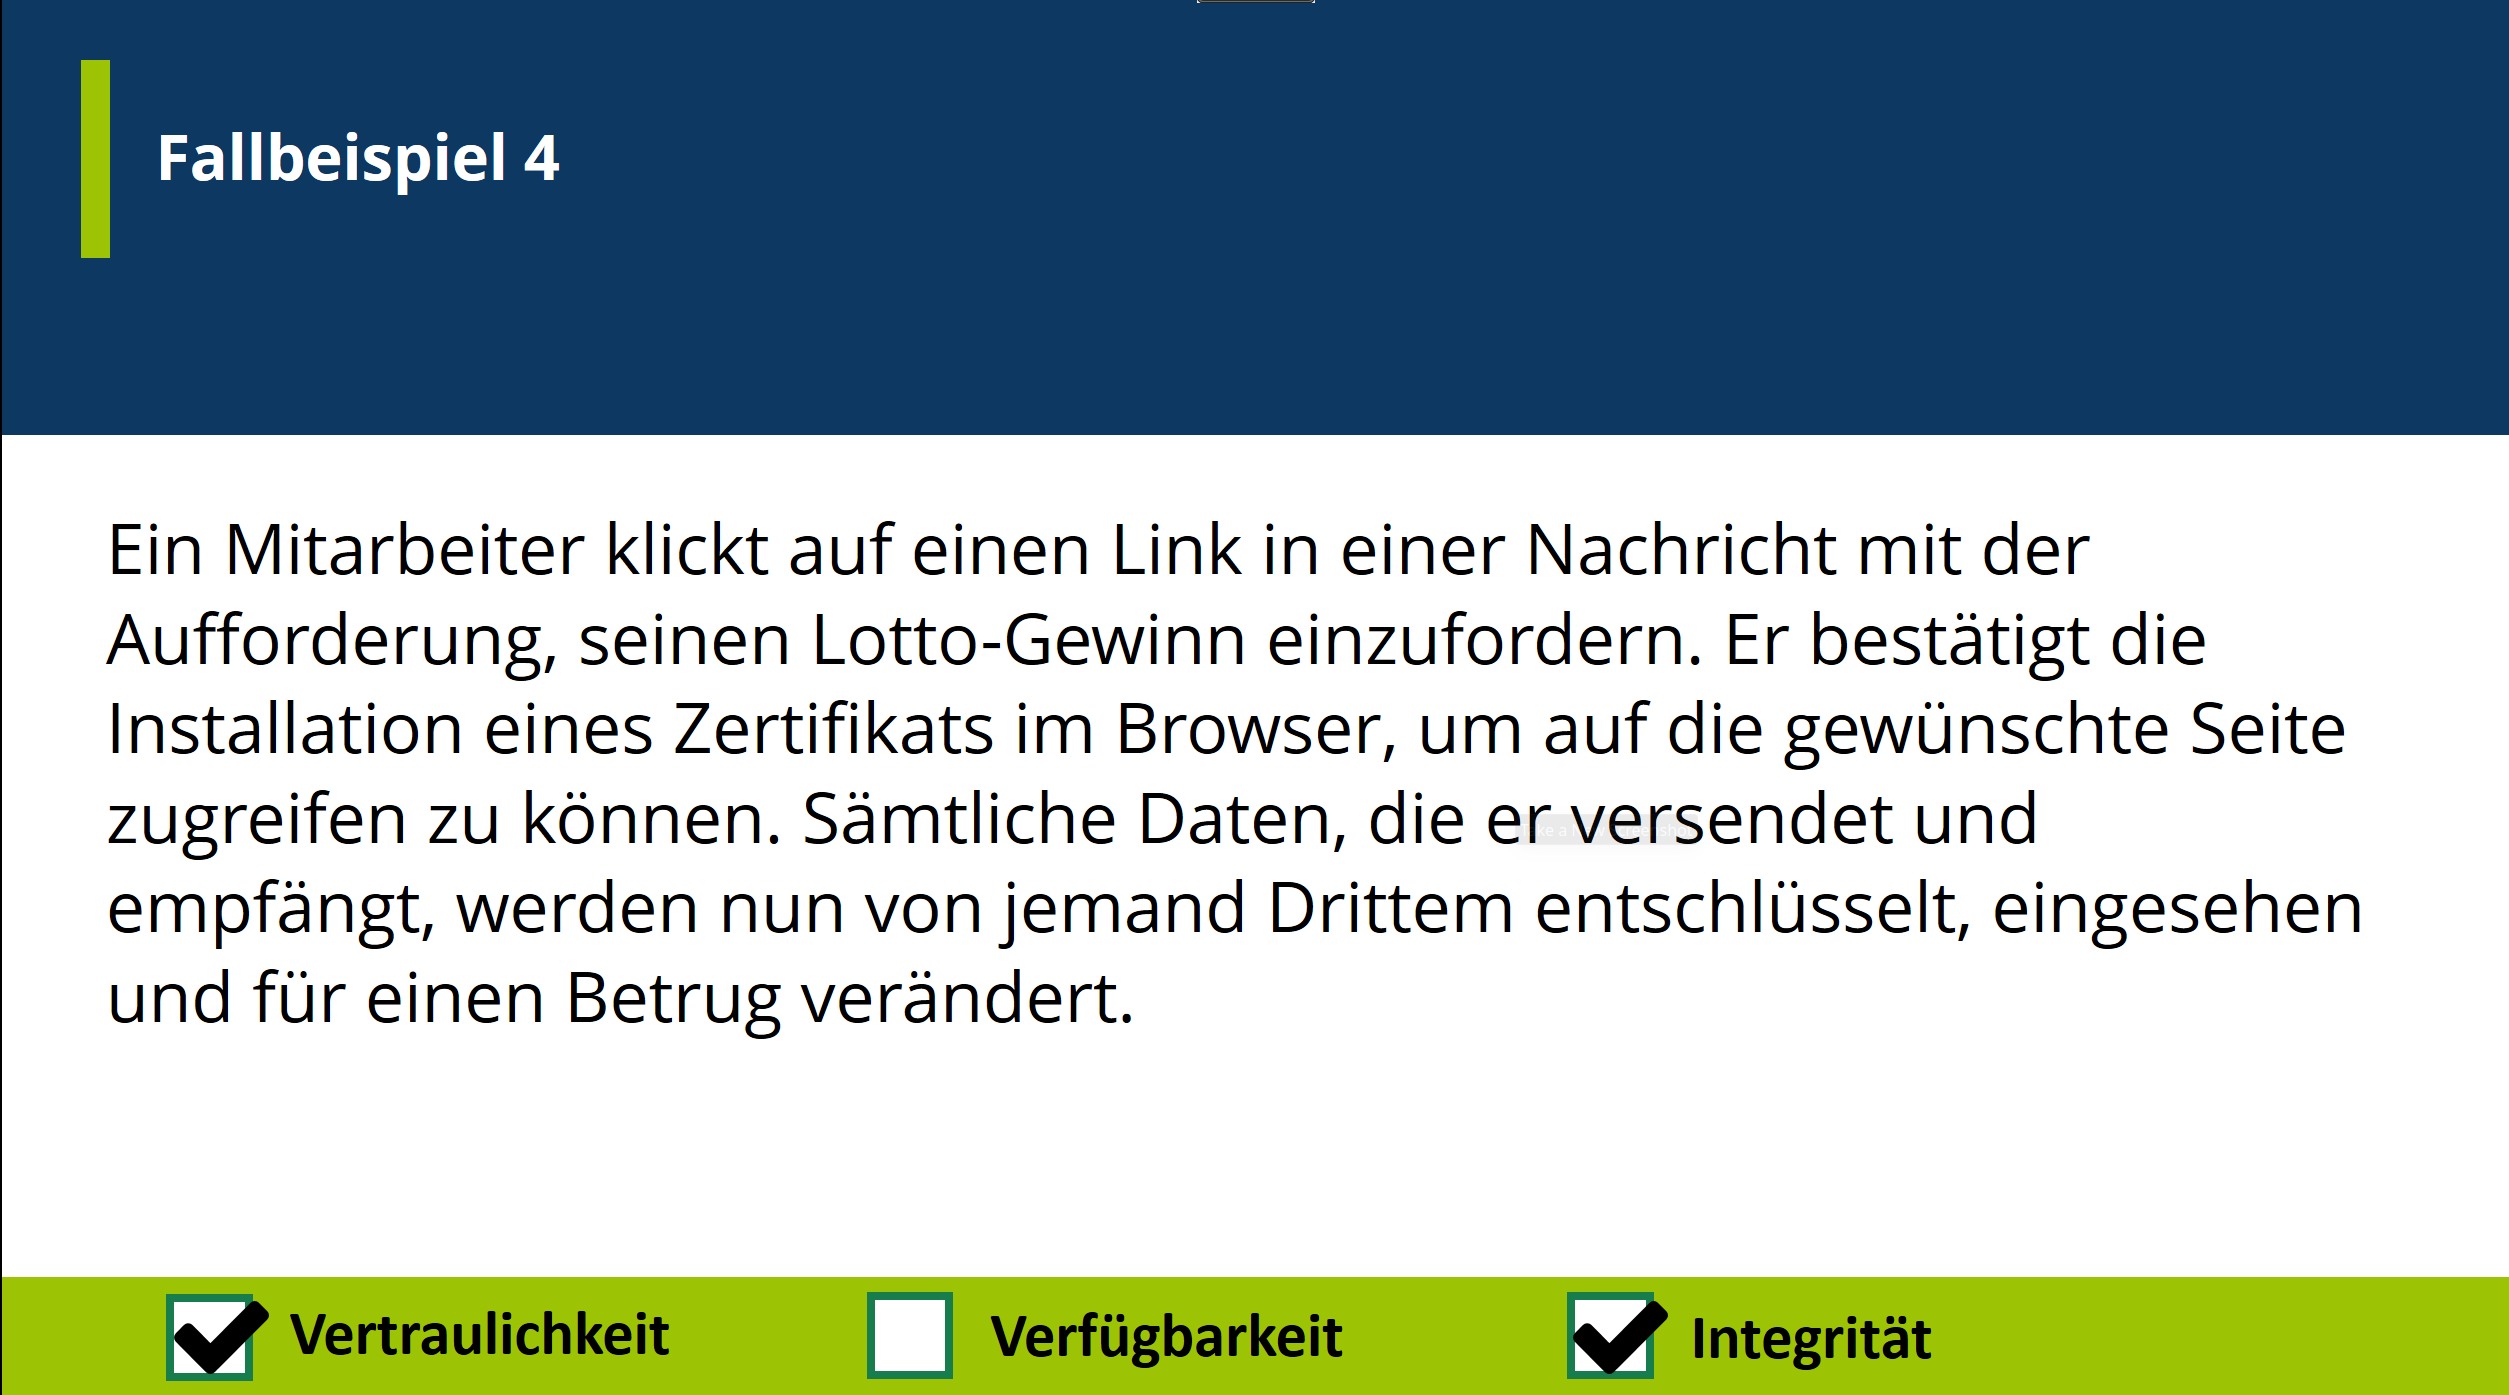 Fallbeispiel 4
Ein Mitarbeiter klickt auf einen Link in einer Nachricht mit der
Aufforderung, seinen Lotto-Gewinn einzufordern. Er bestätigt die
Installation eines Zertifikats im Browser, um auf die gewünschte Seite
zugreifen zu können. Sämtliche Daten, die er versendet und
empfängt, werden nun von jemand Drittem entschlüsselt, eingesehen
und für einen Betrug verändert.
Vertraulichkeit
Verfügbarkeit
Integrität